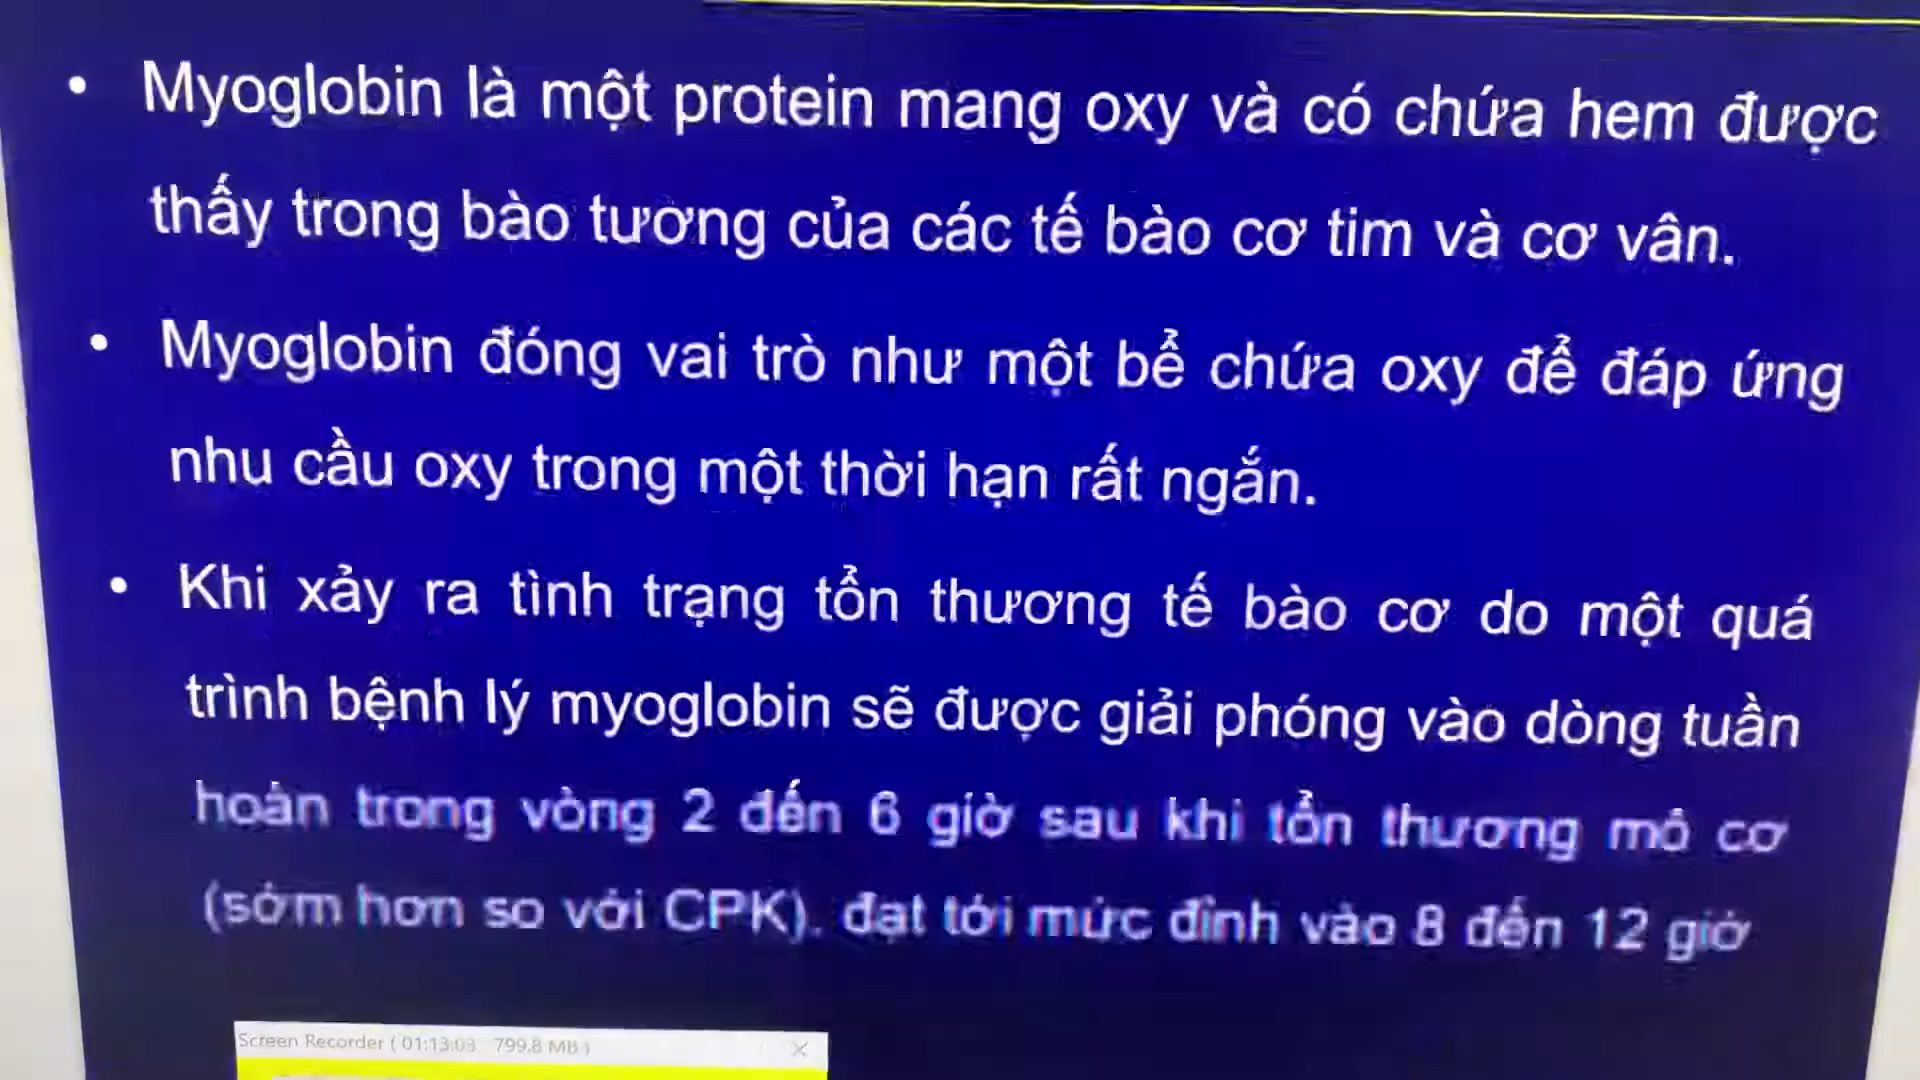 • Myoglobin là một protein mang oxy và có chứa hem được
thấy trong bào tương của các tế bào cơ tim và cơ vân.
• Myoglobin đóng vai trò như một bể chứa oxy để đáp ứng
nhu cầu oxy trong một thời hạn rất ngắn.
• Khi xảy ra tình trạng tổn thương tế bào cơ do một quá
trình bệnh lý myoglobin sẽ được giải phóng vào dòng tuần
hoàn trong vòng 2 đến 6 giờ sau khi tổn thương mô cơ
(sớm hơn so với CPK). đạt tới mức đỉnh vào 8 đến 12 giờ
Screen Recorder ( 01:13:03 799.8 MB )